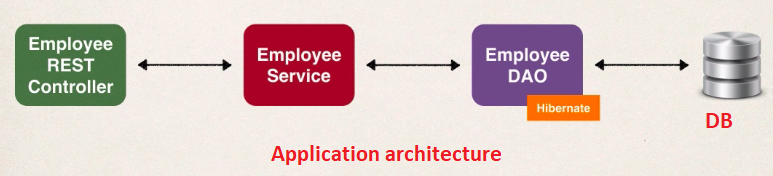 Employee
REST
Controller
Employee
Service
Employee
DAO
Hibernate
DB
Application architecture